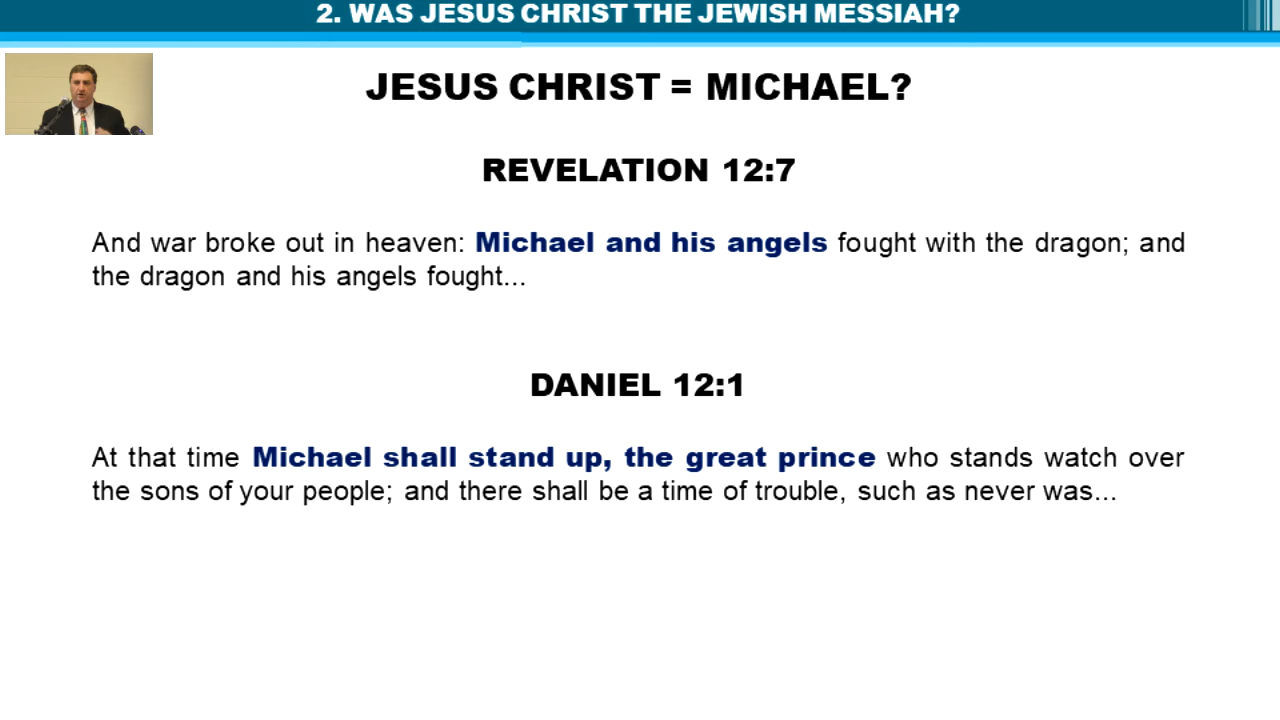 2. WAS JESUS CHRIST THE JEWISH MESSIAH?
JESUS CHRIST = MICHAEL?
REVELATION 12:7
And war broke out in heaven: Michael and his angels fought with the dragon; and
the dragon and his angels fought...
DANIEL 12:1
At that time Michael shall stand up, the great prince who stands watch over
the sons of your people; and there shall be a time of trouble, such as never was...